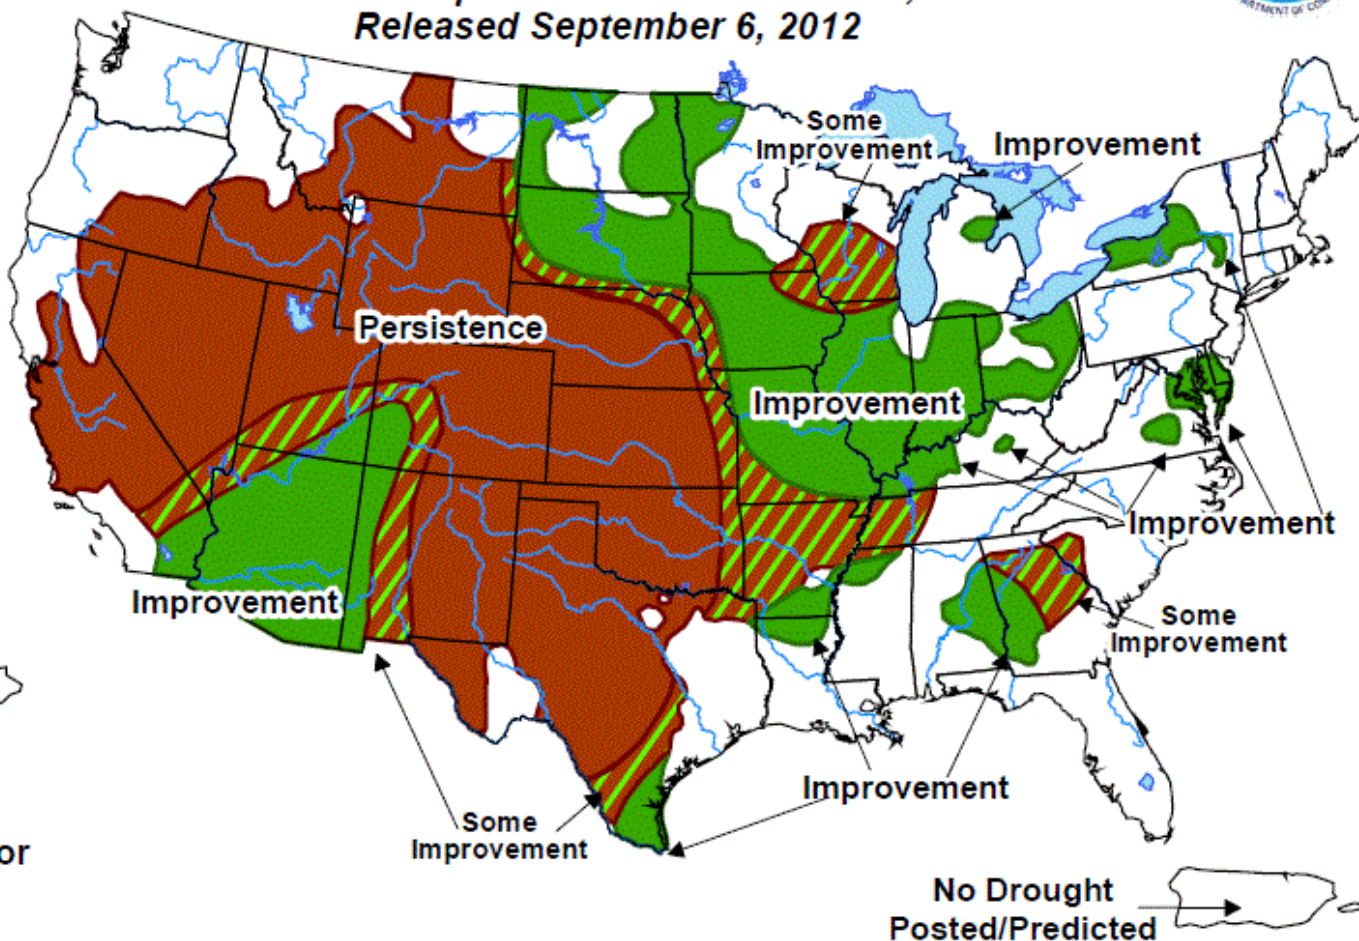 Released September 6, 2012
Some
Improvement
Improvement
Persistence
Improvement
Improvement
Improvement
Some
Improvement
Improvement
Some
Improvement
or
No Drought
Posted/Predicted